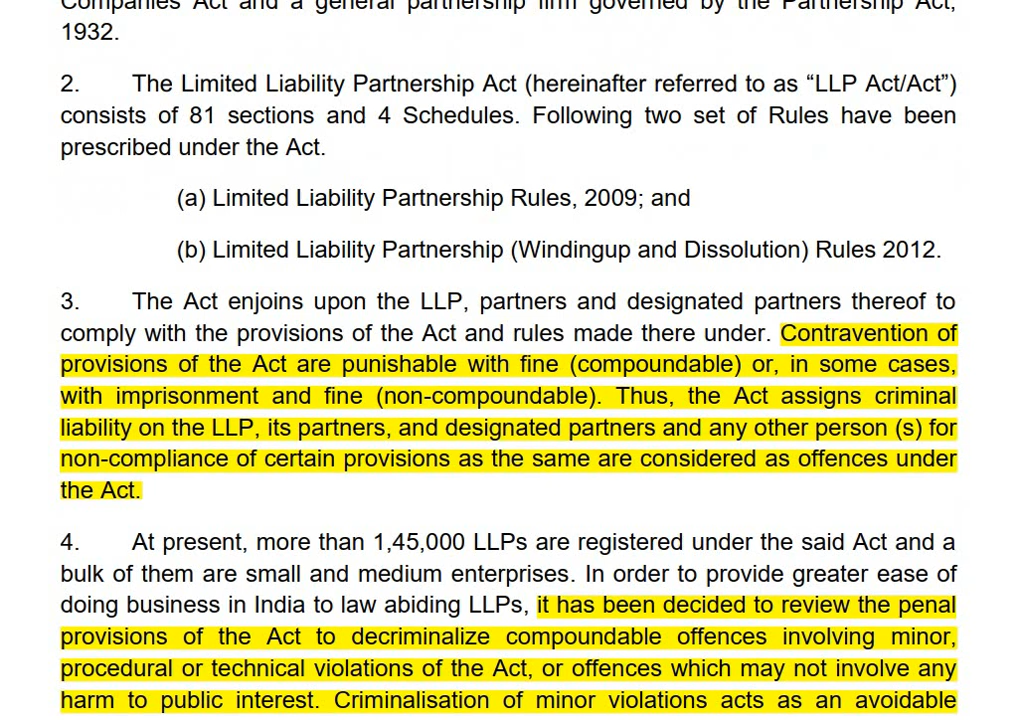 Companies Act and a general partnership firm governed by the Partnership Act,
1932.
2. The Limited Liability Partnership Act (hereinafter referred to as “LLP Act/Act”)
consists of 81 sections and 4 Schedules. Following two set of Rules have been
prescribed under the Act.
(a) Limited Liability Partnership Rules, 2009; and
(b) Limited Liability Partnership (Windingup and Dissolution) Rules 2012.
3. The Act enjoins upon the LLP, partners and designated partners thereof to
comply with the provisions of the Act and rules made there under. Contravention of
provisions of the Act are punishable with fine (compoundable) or, in some cases,
with imprisonment and fine (non-compoundable). Thus, the Act assigns criminal
liability on the LLP, its partners, and designated partners and any other person (s) for
non-compliance of certain provisions as the same are considered as offences under
the Act.
4. At present, more than 1,45,000 LLPs are registered under the said Act and a
bulk of them are small and medium enterprises. In order to provide greater ease of
doing business in India to law abiding LLPs, it has been decided to review the penal
provisions of the Act to decriminalize compoundable offences involving minor,
procedural or technical violations of the Act, or offences which may not involve any
harm to public interest. Criminalisation of minor violations acts as an avoidable